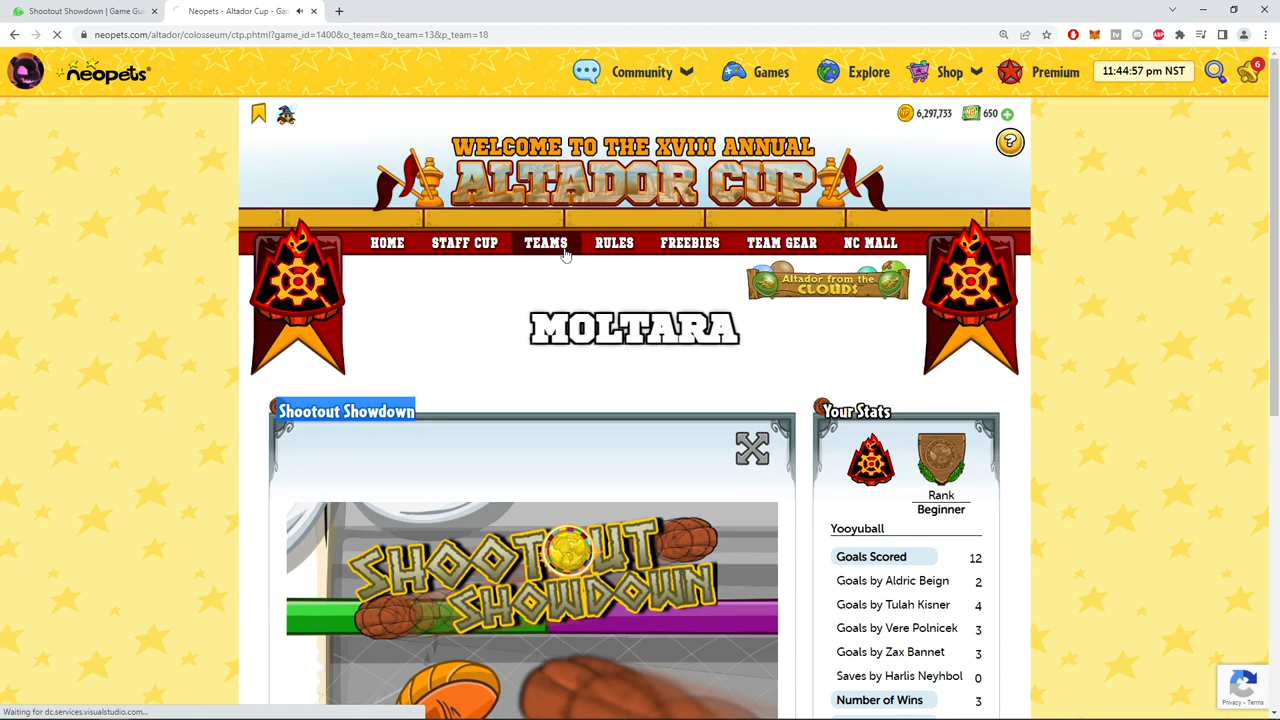 Shootout Showdown | Game Gui
Neopets - Altador Cup - Ga
neopets.com/altador/colosseum/ctp.phtml?game_id=1400&o_team=&o_team=13&p_team=18
neopets
Community
Games
Explore
Shop
Premium
11:44:57 pm NST
6
6,297,733
650
?
WELCOME TO THE XVIII ANNUAL
ALTADOR CUP
HOME
STAFF CUP
TEAMS
RULES
FREEBIES
TEAM GEAR
NC MALL
Altador from the
CLOUDS
MOLTARA
Shootout Showdown
SHOOTOUT
SHOWDOWN
Your Stats
Rank
Beginner
Yooyuball
Goals Scored 12
Goals by Aldric Beign 2
Goals by Tulah Kisner 4
Goals by Vere Polnicek 3
Goals by Zax Bannet 3
Saves by Harlis Neyhbol 0
Number of Wins 3
Privacy - Terms
Waiting for dc.services.visualstudio.com...